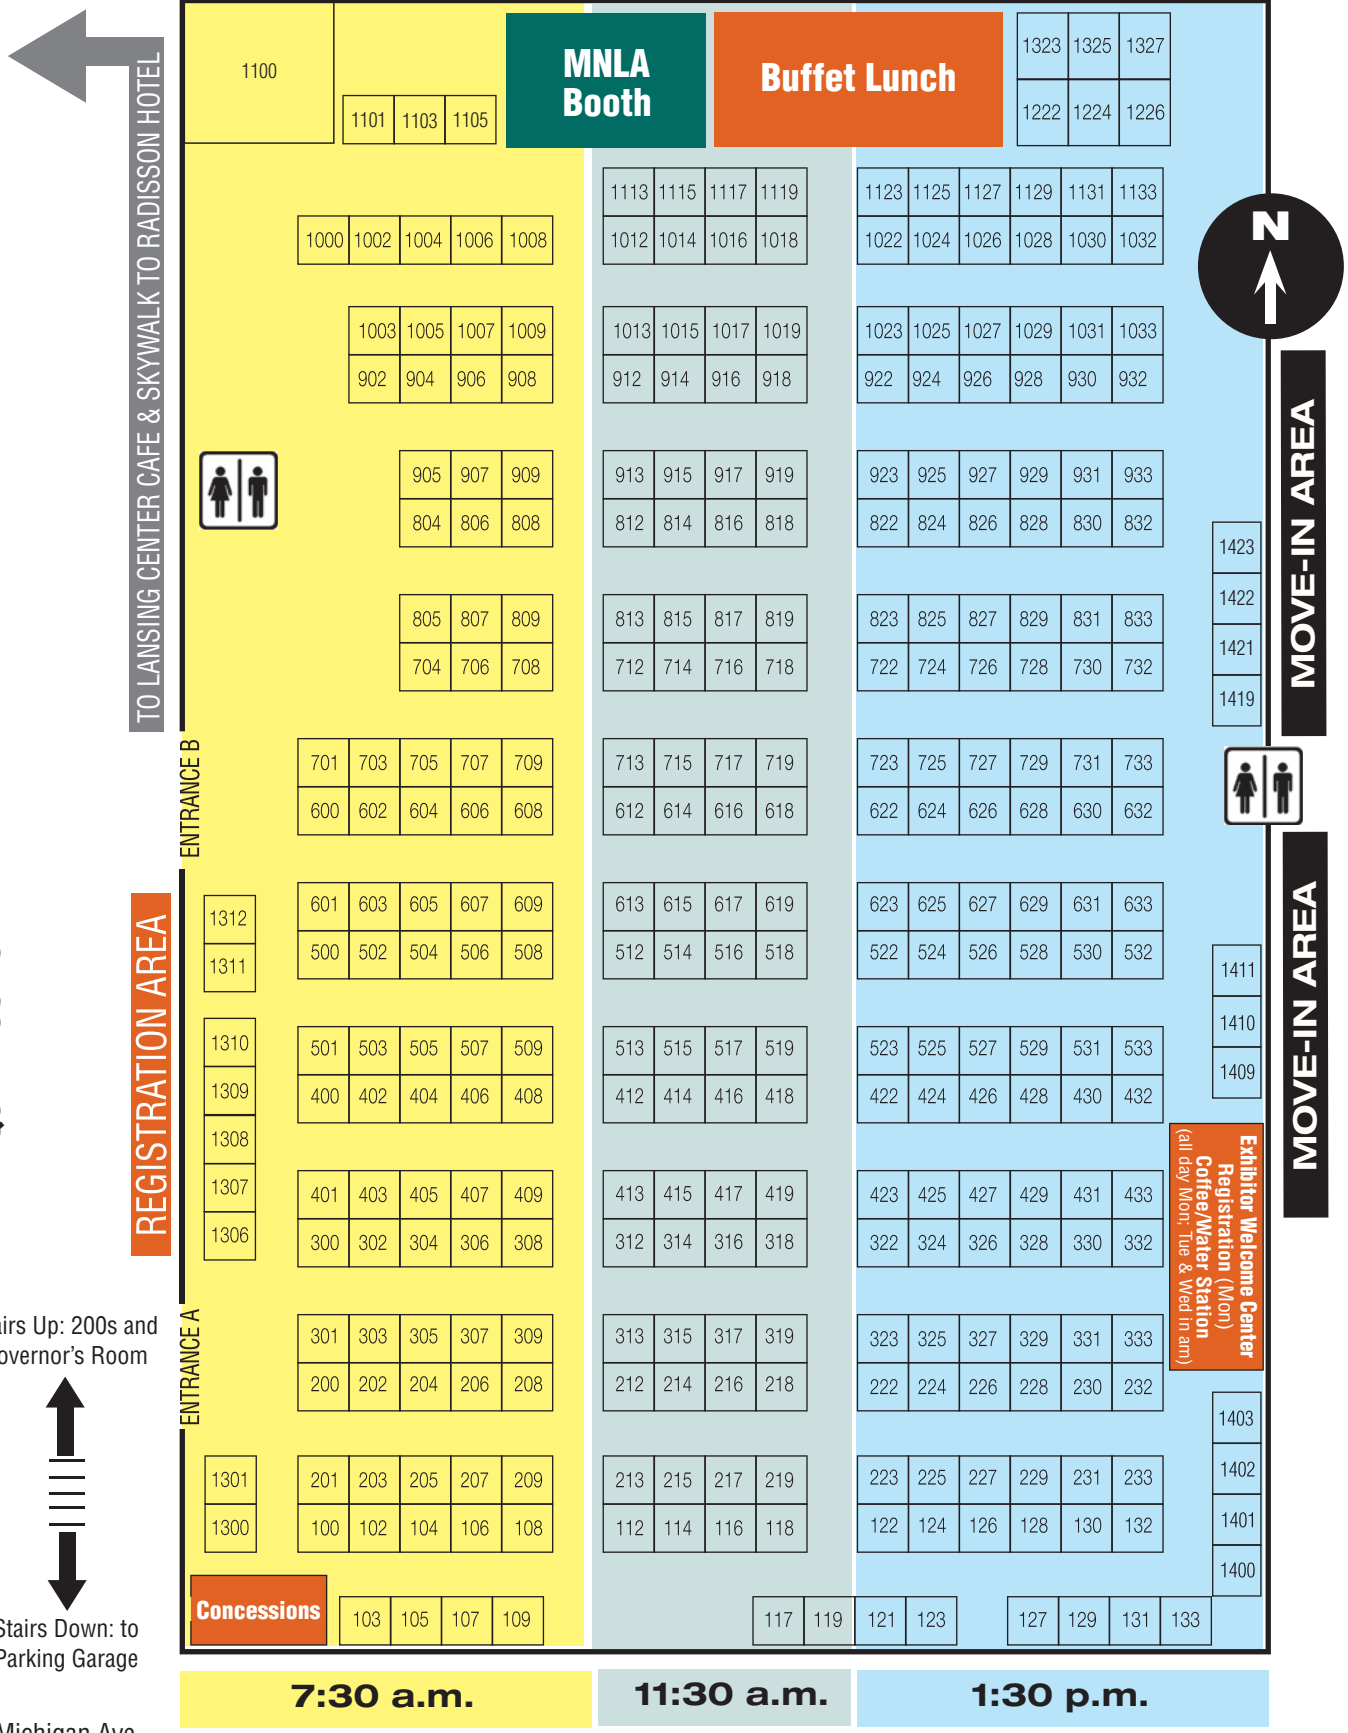 TO LANSING CENTER CAFE & SKYWALK TO RADISSON HOTEL
1100
MNLA
Booth
Buffet Lunch
1323 1325 1327
1222 1224 1226
1101 1103 1105
1113 1115 1117 1119 1123 1125 1127 1129 1131 1133
1000 1002 1004 1006 1008 1012 1014 1016 1018 1022 1024 1026 1028 1030 1032
N
1003 1005 1007 1009 1013 1015 1017 1019 1023 1025 1027 1029 1031 1033
902 904 906 908 912 914 916 918 922 924 926 928 930 932
MOVE-IN AREA
905 907 909 913 915 917 919 923 925 927 929 931 933
804 806 808 812 814 816 818 822 824 826 828 830 832
1423
1422
1421
1419
805 807 809 813 815 817 819 823 825 827 829 831 833
704 706 708 712 714 716 718 722 724 726 728 730 732
ENTRANCE B
701 703 705 707 709 713 715 717 719 723 725 727 729 731 733
600 602 604 606 608 612 614 616 618 622 624 626 628 630 632
MOVE-IN AREA
REGISTRATION AREA
1312
1311
601 603 605 607 609 613 615 617 619 623 625 627 629 631 633
500 502 504 506 508 512 514 516 518 522 524 526 528 530 532
1411
1410
1409
1310
1309
1308
1307
1306
501 503 505 507 509 513 515 517 519 523 525 527 529 531 533
400 402 404 406 408 412 414 416 418 422 424 426 428 430 432
Exhibitor Welcome Center
Registration (Mon)
Coffee/Water Station
(all day Mon; Tue & Wed in am)
401 403 405 407 409 413 415 417 419 423 425 427 429 431 433
300 302 304 306 308 312 314 316 318 322 324 326 328 330 332
ENTRANCE A
Up: 200s and
Room
301 303 305 307 309 313 315 317 319 323 325 327 329 331 333
200 202 204 206 208 212 214 216 218 222 224 226 228 230 232
1403
1402
1401
1400
1301
1300
201 203 205 207 209 213 215 217 219 223 225 227 229 231 233
100 102 104 106 108 112 114 116 118 122 124 126 128 130 132
Concessions
103 105 107 109 117 119 121 123 127 129 131 133
Stairs Down: to
Parking Garage
7:30 a.m. 11:30 a.m. 1:30 p.m.
Michigan Ave